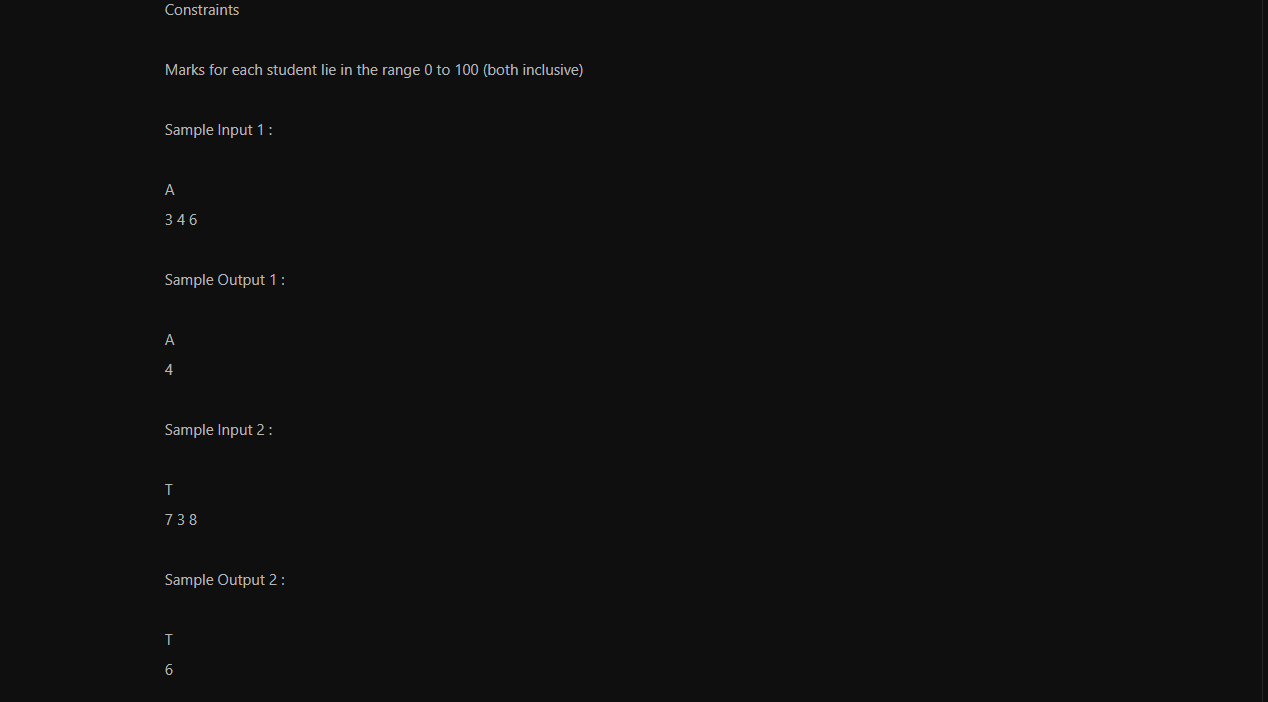 Constraints
Marks for each student lie in the range 0 to 100 (both inclusive)
Sample Input 1 :
A
3 4 6
Sample Output 1 :
A
4
Sample Input 2 :
T
7 3 8
Sample Output 2 :
T
6